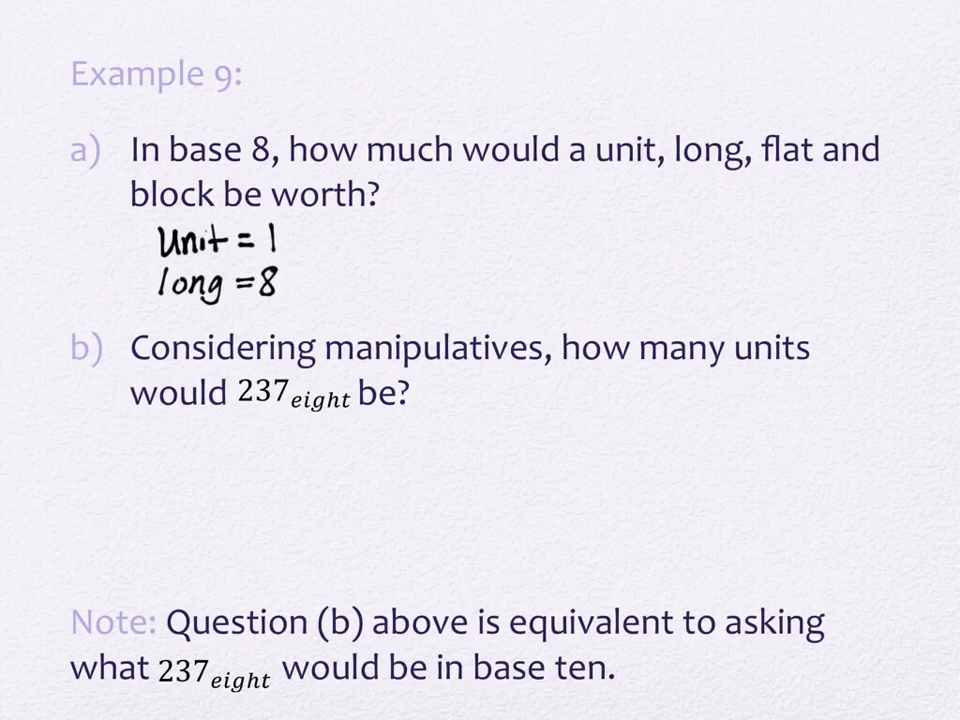 Example 9:
a) In base 8, how much would a unit, long, flat and
block be worth?
Unit = 1
long = 8
b) Considering manipulatives, how many units
would 237eight be?
Note: Question (b) above is equivalent to asking
what 237eight would be in base ten.